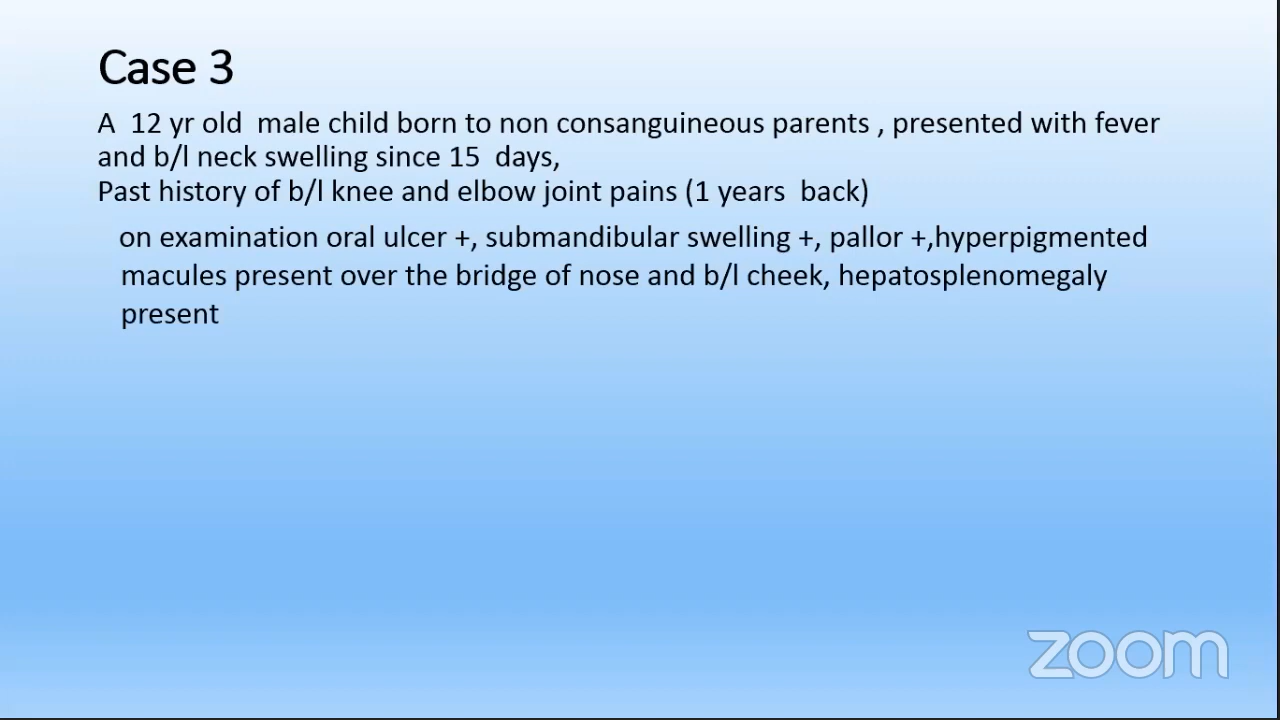 Case 3
A 12 yr old male child born to non consanguineous parents , presented with fever
and b/l neck swelling since 15 days,
Past history of b/l knee and elbow joint pains (1 years back)
on examination oral ulcer +, submandibular swelling +, pallor +,hyperpigmented
macules present over the bridge of nose and b/l cheek, hepatosplenomegaly
present
zoom